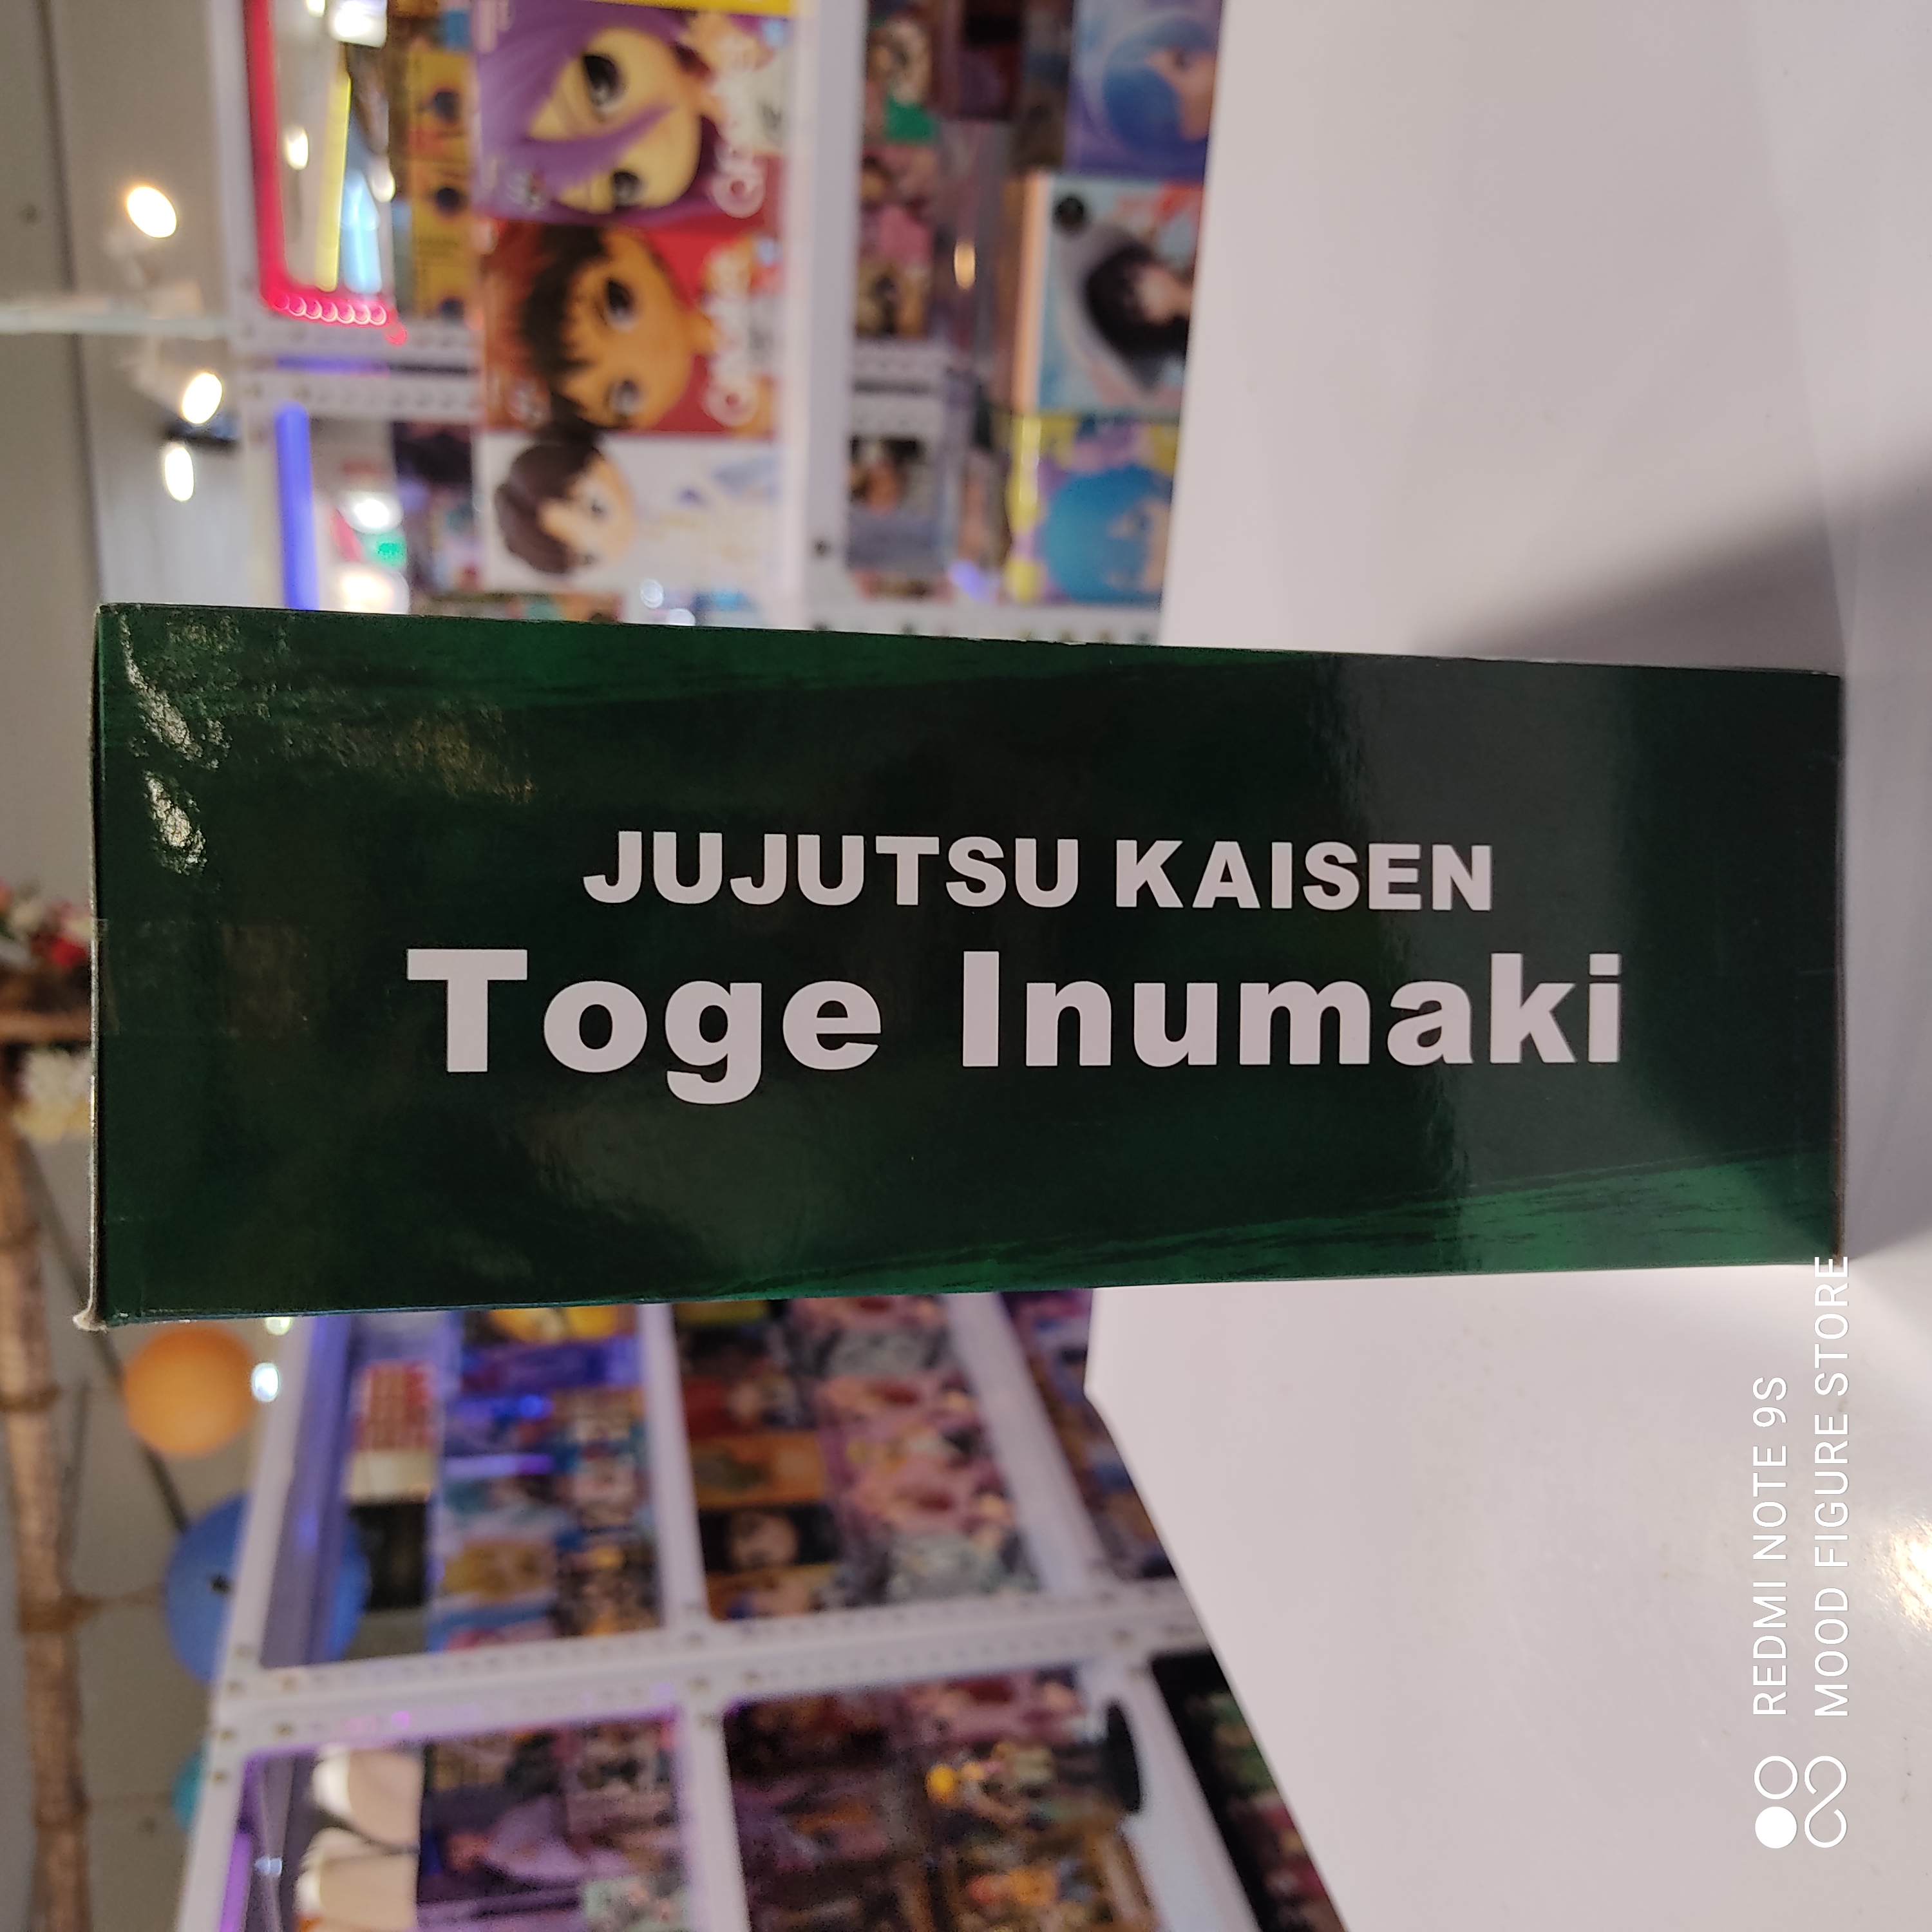 JUJUTSU KAISEN
Toge Inumaki
REDMI NOTE 9S
MOOD FIGURE STORE